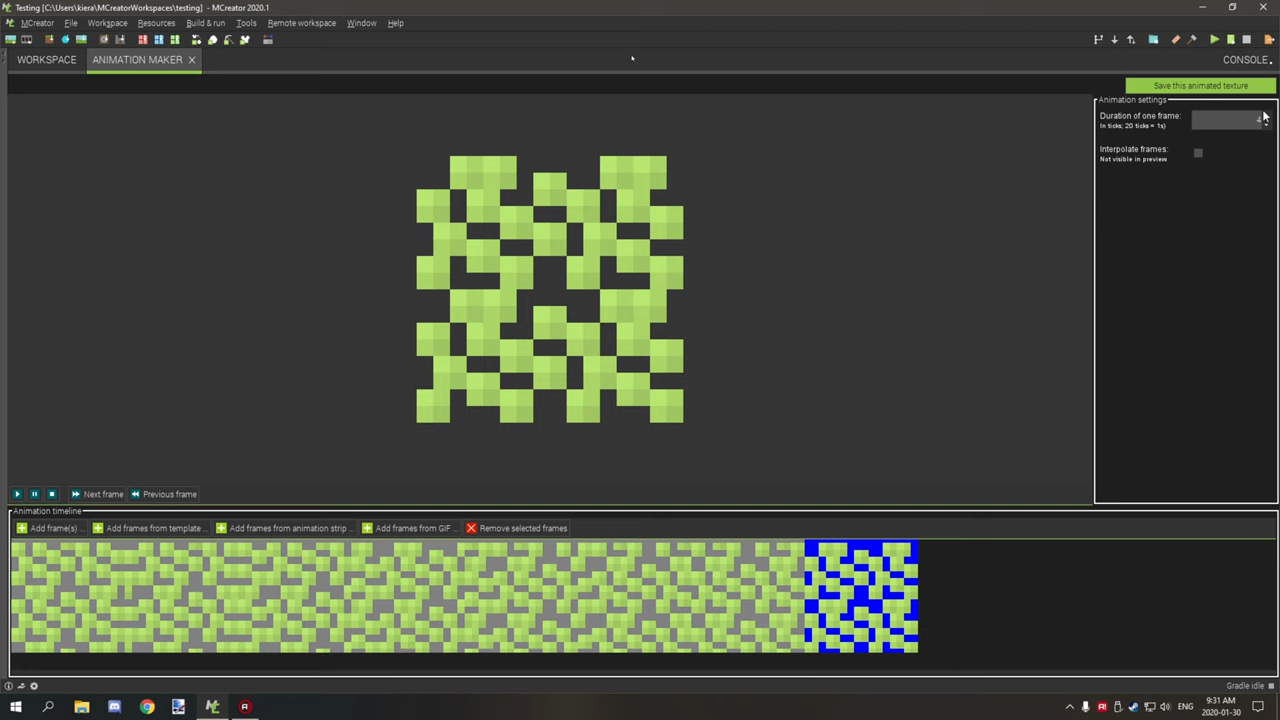 Testing [C:\Users\kiera\MCreatorWorkspaces\testing] - MCreator 2020.1
MCreator File Workspace Resources Build & run Tools Remote workspace Window Help
WORKSPACE ANIMATION MAKER CONSOLE
Save this animated texture
Animation settings
Duration of one frame: 4
In ticks; 20 ticks = 1s)
Interpolate frames:
Not visible in preview
Next frame Previous frame
Animation timeline
Add frame(s) ... Add frames from template ... Add frames from animation strip ... Add frames from GIF ... Remove selected frames
Gradle idle
ENG
9:31 AM
2020-01-30